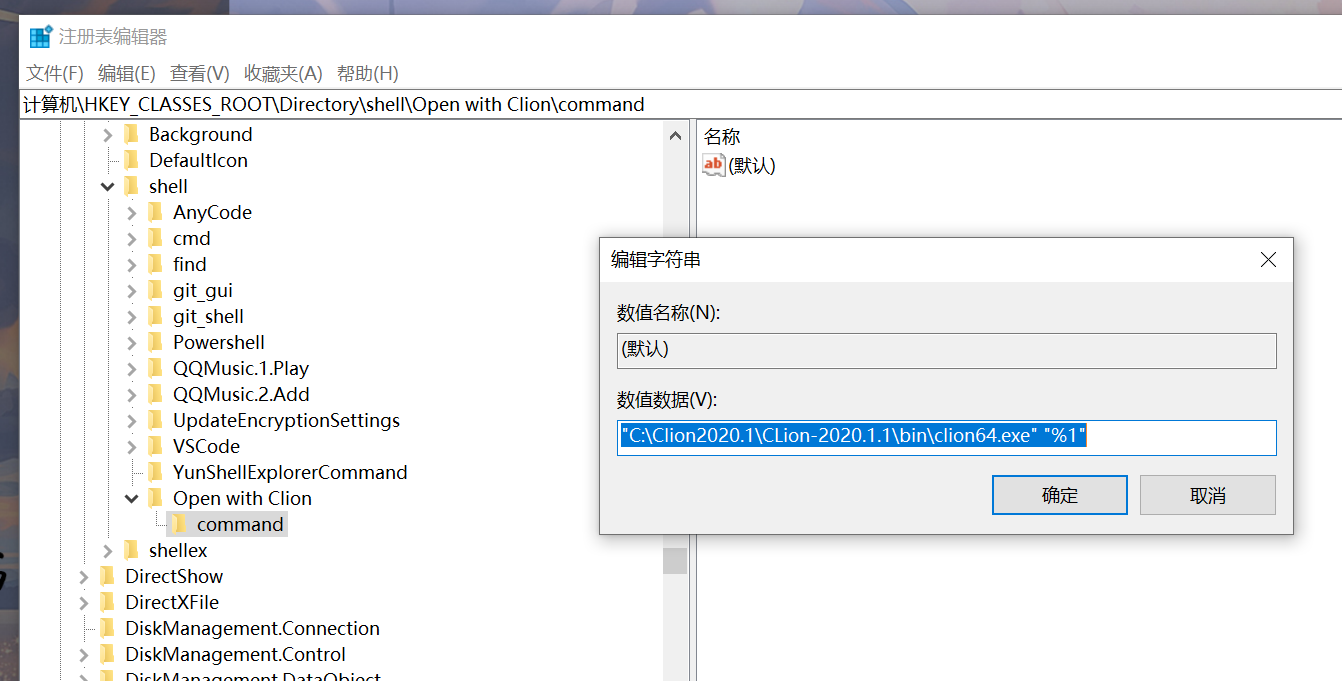 注册表编辑器
文件(F) 编辑(E) 查看(V) 收藏夹(A) 帮助(H)
计算机\HKEY_CLASSES_ROOT\Directory\shell\Open with Clion\command
Background
DefaultIcon
shell
AnyCode
cmd
find
git_gui
git_shell
Powershell
QQMusic.1.Play
QQMusic.2.Add
UpdateEncryptionSettings
VSCode
YunShellExplorerCommand
Open with Clion
command
shellex
DirectShow
DirectXFile
DiskManagement.Connection
DiskManagement.Control
DiskManagement.DataObject
名称
ab (默认)
编辑字符串
数值名称(N):
(默认)
数值数据(V):
"C:\Clion2020.1\CLion-2020.1.1\bin\clion64.exe" "%1"
确定 取消